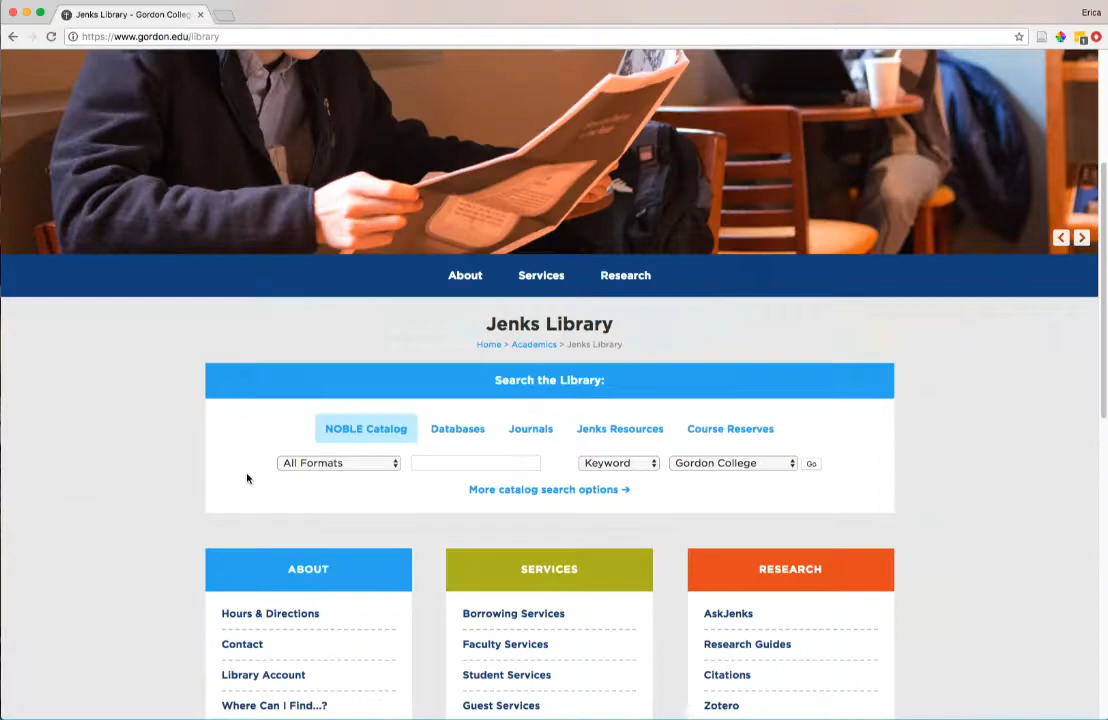 Jenks Library - Gordon Colleg
Erica
https://www.gordon.edu/library
About Services Research
Jenks Library
Home > Academics > Jenks Library
Search the Library:
NOBLE Catalog Databases Journals Jenks Resources Course Reserves
All Formats Keyword Gordon College Go
More catalog search options →
ABOUT SERVICES RESEARCH
Hours & Directions Borrowing Services AskJenks
Contact Faculty Services Research Guides
Library Account Student Services Citations
Where Can I Find...? Guest Services Zotero